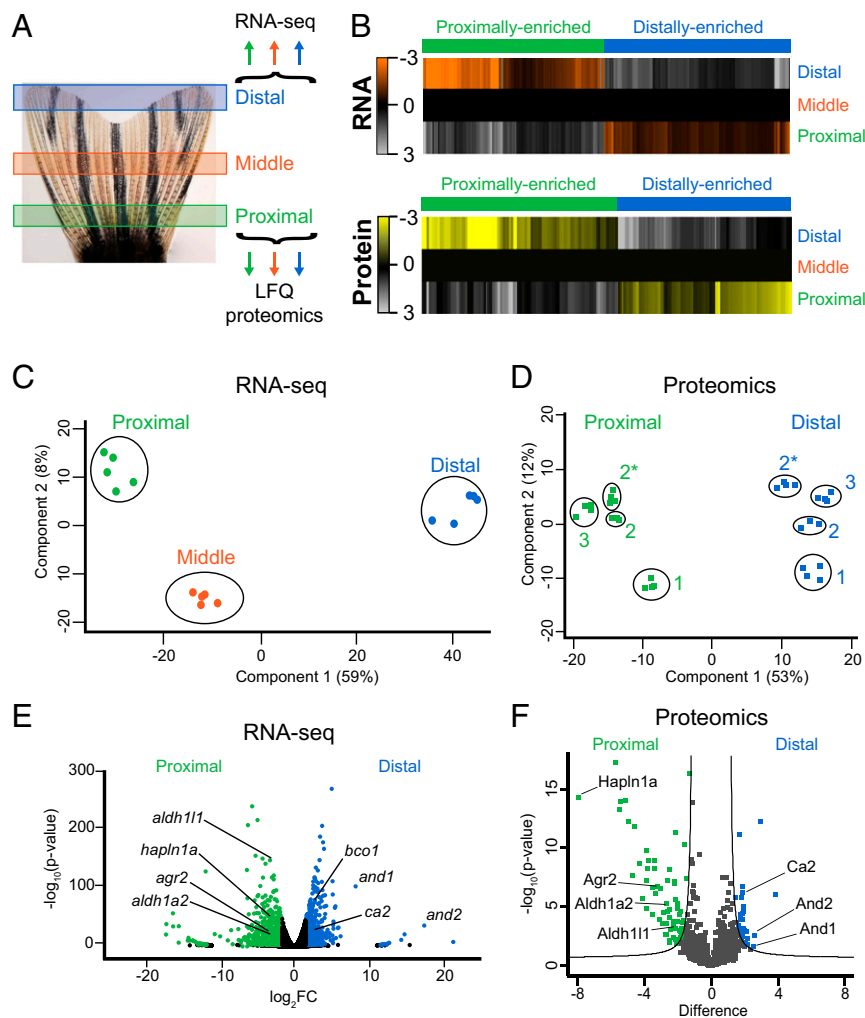 A
RNA-seq
Distal
Middle
Proximal
LFQ
proteomics
B
Proximally-enriched
Distally-enriched
RNA
-3
0
3
Distal
Middle
Proximal
Proximally-enriched
Distally-enriched
Protein
-3
0
3
Distal
Middle
Proximal
C
RNA-seq
Proximal
Distal
Middle
Component 2 (8%)
20
10
0
-10
-20
-20
0
20
40
Component 1 (59%)
D
Proteomics
Proximal
Distal
2*
2*
3
3
2
2
1
1
Component 2 (12%)
20
10
0
-10
-20
-20
-10
0
10
20
Component 1 (53%)
E
RNA-seq
Proximal
Distal
-log10(p-value)
300
200
100
0
aldh1l1
hapln1a
agr2
aldh1a2
bco1
and1
ca2
and2
-20
-10
0
10
20
log2FC
F
Proteomics
Proximal
Distal
-log10(p-value)
15
10
5
0
Hapln1a
Agr2
Aldh1a2
Aldh1l1
Ca2
And2
And1
-8
-4
0
4
8
Difference